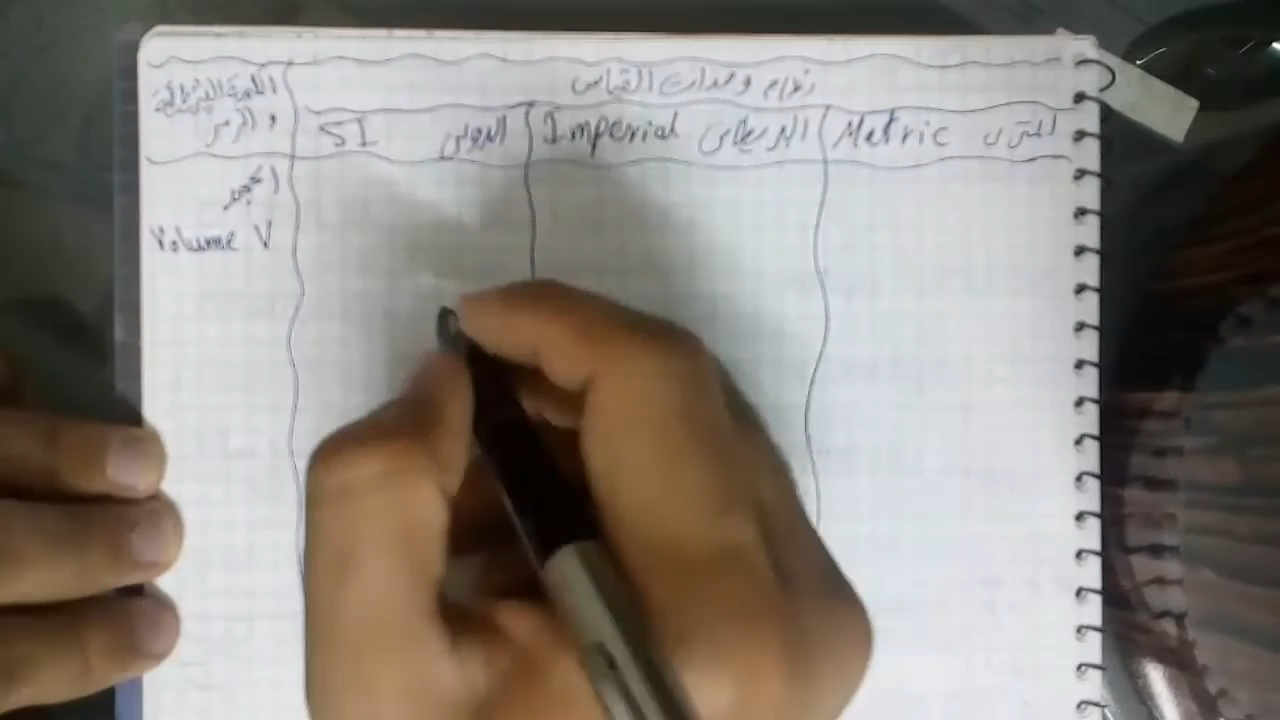 نظام وحدات القياس
الكمية الفيزيائية
و الرمز
المتري Metric
البريطاني Imperial
الدولي SI
الحجم
Volume V